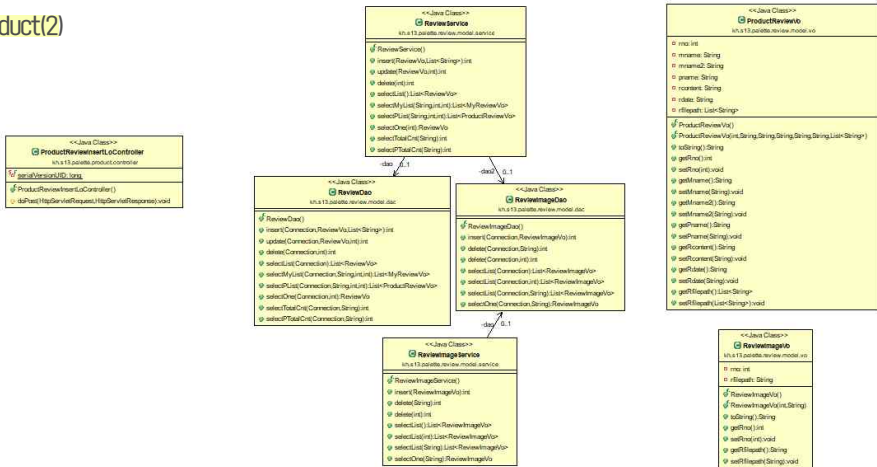 duct(2)
<<Java Class>>
ProductReviewInsertLoController
kh.s13.palette.product.controller
serialVersionUID: long
ProductReviewInsertLoController()
doPost(HttpServletRequest,HttpServletResponse):void
<<Java Class>>
ReviewService
kh.s13.palette.review.model.service
ReviewService()
insert(ReviewVo,List<String>):int
update(ReviewVo,int):int
delete(int):int
selectList():List<ReviewVo>
selectMyList(String,int,int):List<MyReviewVo>
selectPList(String,int,int):List<ProductReviewVo>
selectOne(int):ReviewVo
selectTotalCnt(String):int
selectPTotalCnt(String):int
-dao 0..1
-dao2 0..1
<<Java Class>>
ReviewDao
kh.s13.palette.review.model.dao
ReviewDao()
insert(Connection,ReviewVo,List<String>):int
update(Connection,ReviewVo,int):int
delete(Connection,int):int
selectList(Connection):List<ReviewVo>
selectMyList(Connection,String,int,int):List<MyReviewVo>
selectPList(Connection,String,int,int):List<ProductReviewVo>
selectOne(Connection,int):ReviewVo
selectTotalCnt(Connection,String):int
selectPTotalCnt(Connection,String):int
<<Java Class>>
ReviewImageDao
kh.s13.palette.review.model.dao
ReviewImageDao()
insert(Connection,ReviewImageVo):int
delete(Connection,String):int
delete(Connection,int):int
selectList(Connection):List<ReviewImageVo>
selectList(Connection,int):List<ReviewImageVo>
selectList(Connection,String):List<ReviewImageVo>
selectOne(Connection,String):ReviewImageVo
-dao 0..1
<<Java Class>>
ReviewImageService
kh.s13.palette.review.model.service
ReviewImageService()
insert(ReviewImageVo):int
delete(String):int
delete(int):int
selectList():List<ReviewImageVo>
selectList(int):List<ReviewImageVo>
selectList(String):List<ReviewImageVo>
selectOne(String):ReviewImageVo
<<Java Class>>
ProductReviewVo
kh.s13.palette.review.model.vo
rno: int
mname: String
mname2: String
pname: String
rcontent: String
rdate: String
rfilepath: List<String>
ProductReviewVo()
ProductReviewVo(int,String,String,String,String,String,List<String>)
toString():String
getRno():int
setRno(int):void
getMname():String
setMname(String):void
getMname2():String
setMname2(String):void
getPname():String
setPname(String):void
getRcontent():String
setRcontent(String):void
getRdate():String
setRdate(String):void
getRfilepath():List<String>
setRfilepath(List<String>):void
<<Java Class>>
ReviewImageVo
kh.s13.palette.review.model.vo
rno: int
rfilepath: String
ReviewImageVo()
ReviewImageVo(int,String)
toString():String
getRno():int
setRno(int):void
getRfilepath():String
setRfilepath(String):void